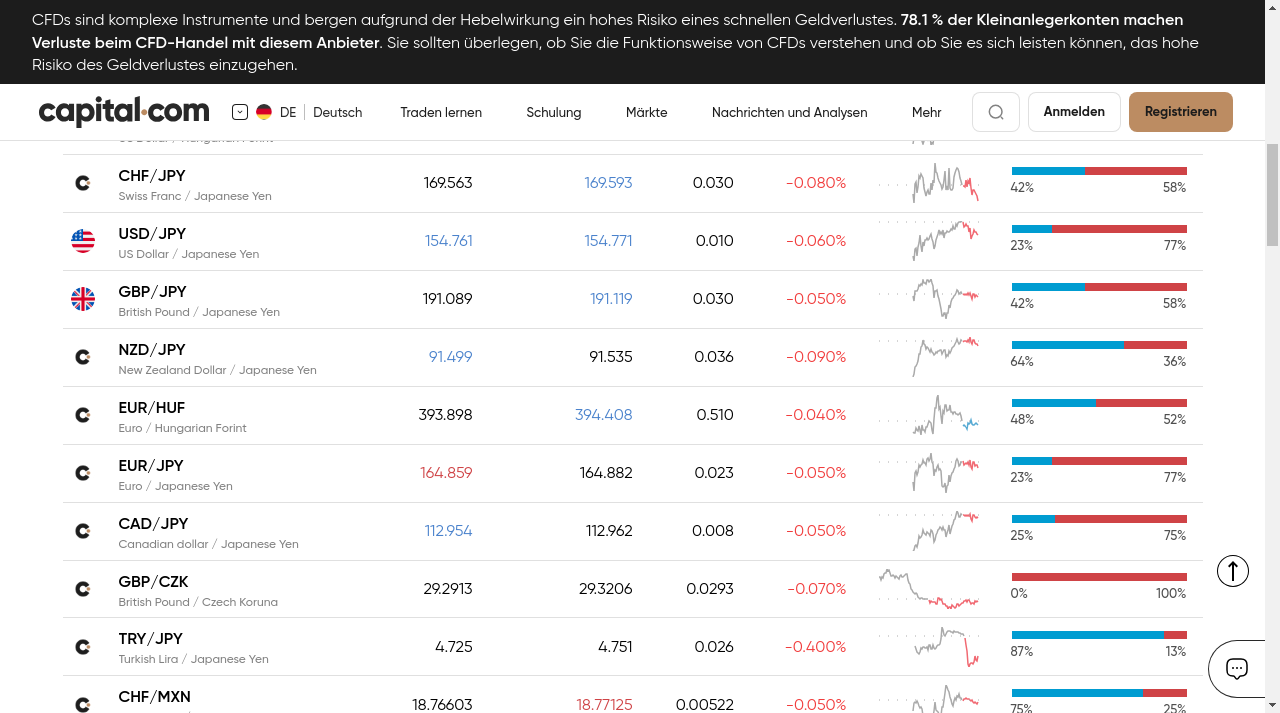 CFDs sind komplexe Instrumente und bergen aufgrund der Hebelwirkung ein hohes Risiko eines schnellen Geldverlustes. 78.1 % der Kleinanlegerkonten machen
Verluste beim CFD-Handel mit diesem Anbieter. Sie sollten überlegen, ob Sie die Funktionsweise von CFDs verstehen und ob Sie es sich leisten können, das hohe
Risiko des Geldverlustes einzugehen.
capital.com DE Deutsch Traden lernen Schulung Märkte Nachrichten und Analysen Mehr Anmelden Registrieren
US Dollar / Hungarian Forint
CHF/JPY 169.563 169.593 0.030 -0.080%
Swiss Franc / Japanese Yen 42% 58%
USD/JPY 154.761 154.771 0.010 -0.060%
US Dollar / Japanese Yen 23% 77%
GBP/JPY 191.089 191.119 0.030 -0.050%
British Pound / Japanese Yen 42% 58%
NZD/JPY 91.499 91.535 0.036 -0.090%
New Zealand Dollar / Japanese Yen 64% 36%
EUR/HUF 393.898 394.408 0.510 -0.040%
Euro / Hungarian Forint 48% 52%
EUR/JPY 164.859 164.882 0.023 -0.050%
Euro / Japanese Yen 23% 77%
CAD/JPY 112.954 112.962 0.008 -0.050%
Canadian dollar / Japanese Yen 25% 75%
GBP/CZK 29.2913 29.3206 0.0293 -0.070%
British Pound / Czech Koruna 0% 100%
TRY/JPY 4.725 4.751 0.026 -0.400%
Turkish Lira / Japanese Yen 87% 13%
CHF/MXN 18.76603 18.77125 0.00522 -0.050%
75% 25%